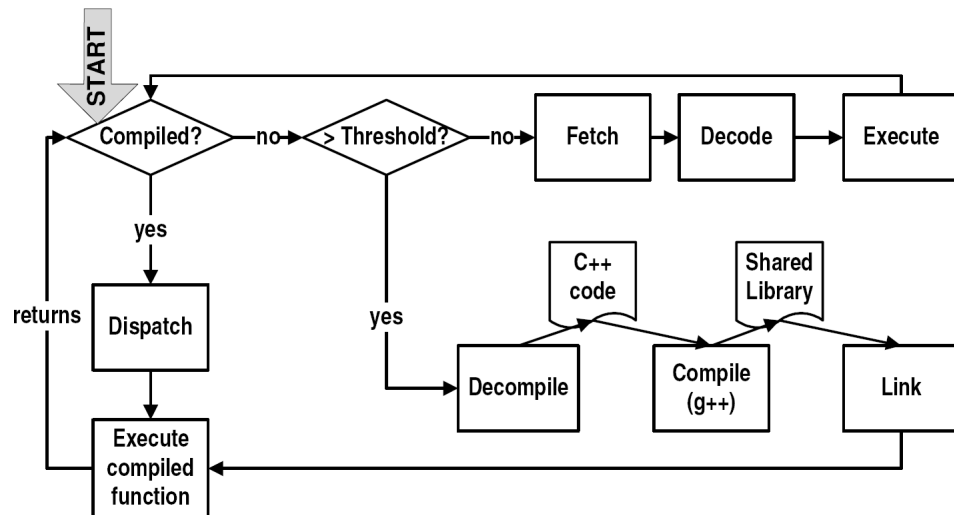 START
Compiled?
no
> Threshold?
no
Fetch
Decode
Execute
yes
C++
code
Shared
Library
returns
Dispatch
yes
Decompile
Compile
(g++)
Link
Execute
compiled
function